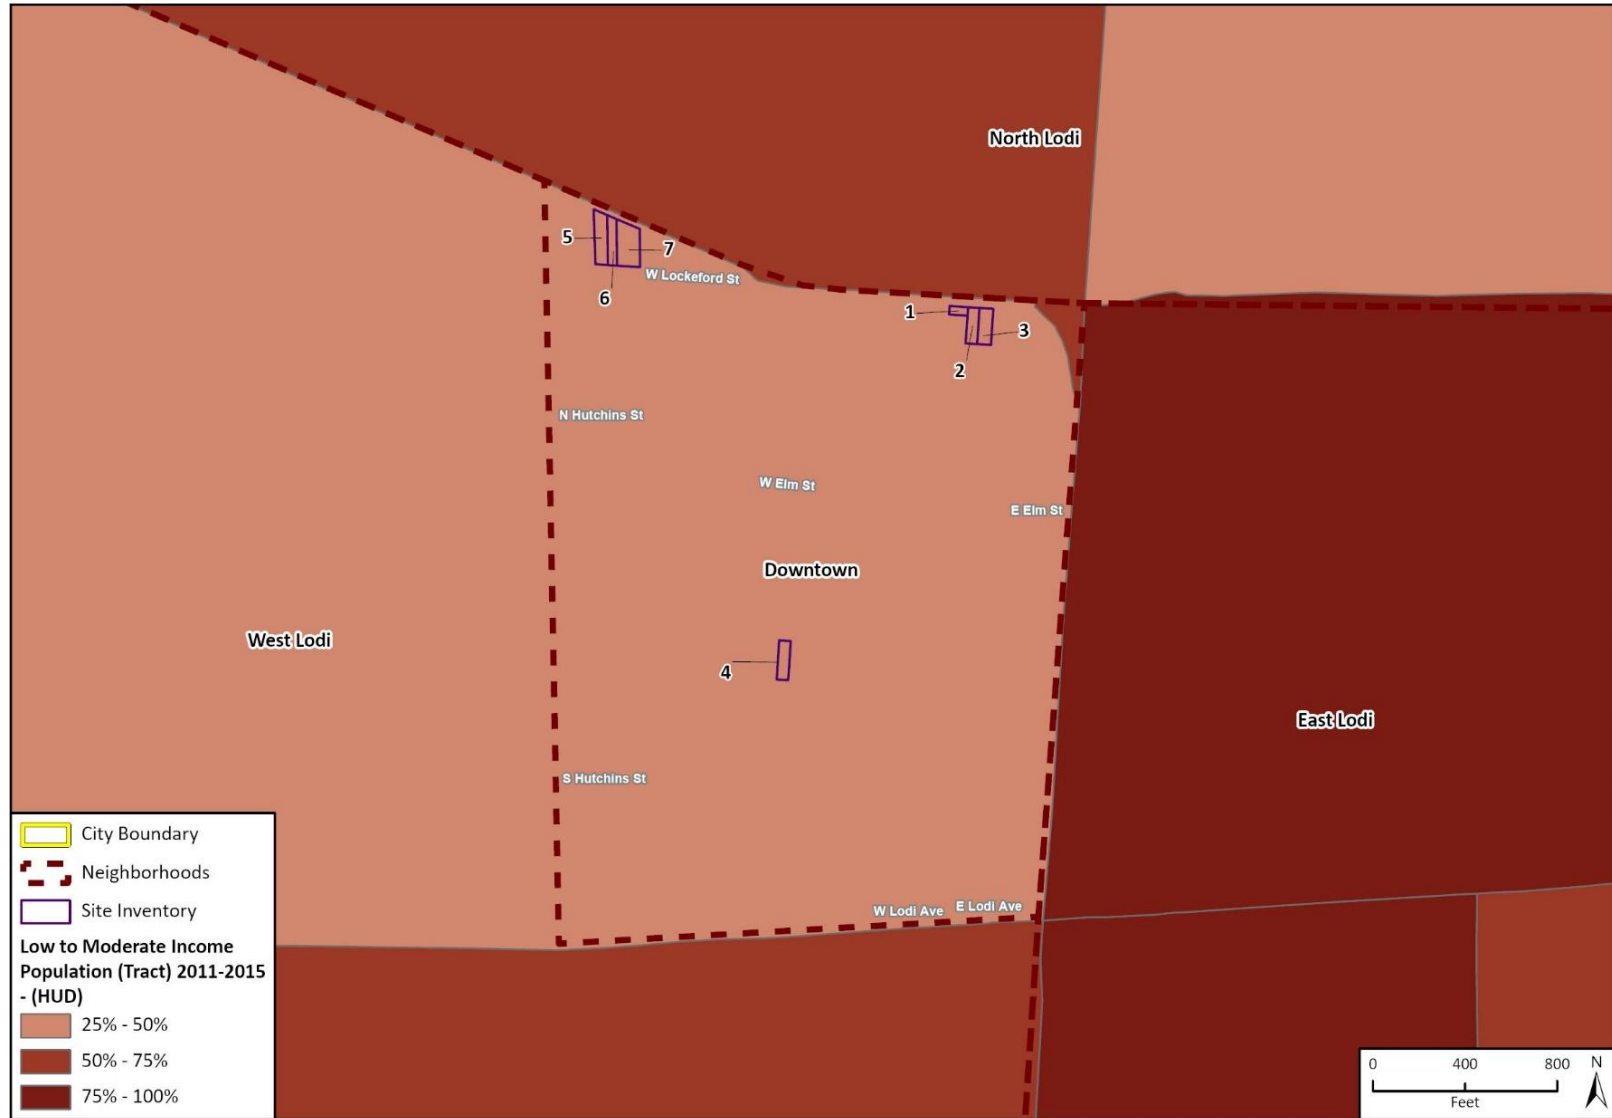 North Lodi
5
7
W Lockeford St
6
1
3
2
N Hutchins St
W Elm St
E Elm St
Downtown
West Lodi
4
East Lodi
S Hutchins St
W Lodi Ave
E Lodi Ave
City Boundary
Neighborhoods
Site Inventory
Low to Moderate Income
Population (Tract) 2011-2015
- (HUD)
25% - 50%
50% - 75%
75% - 100%
0 400 800
Feet
N